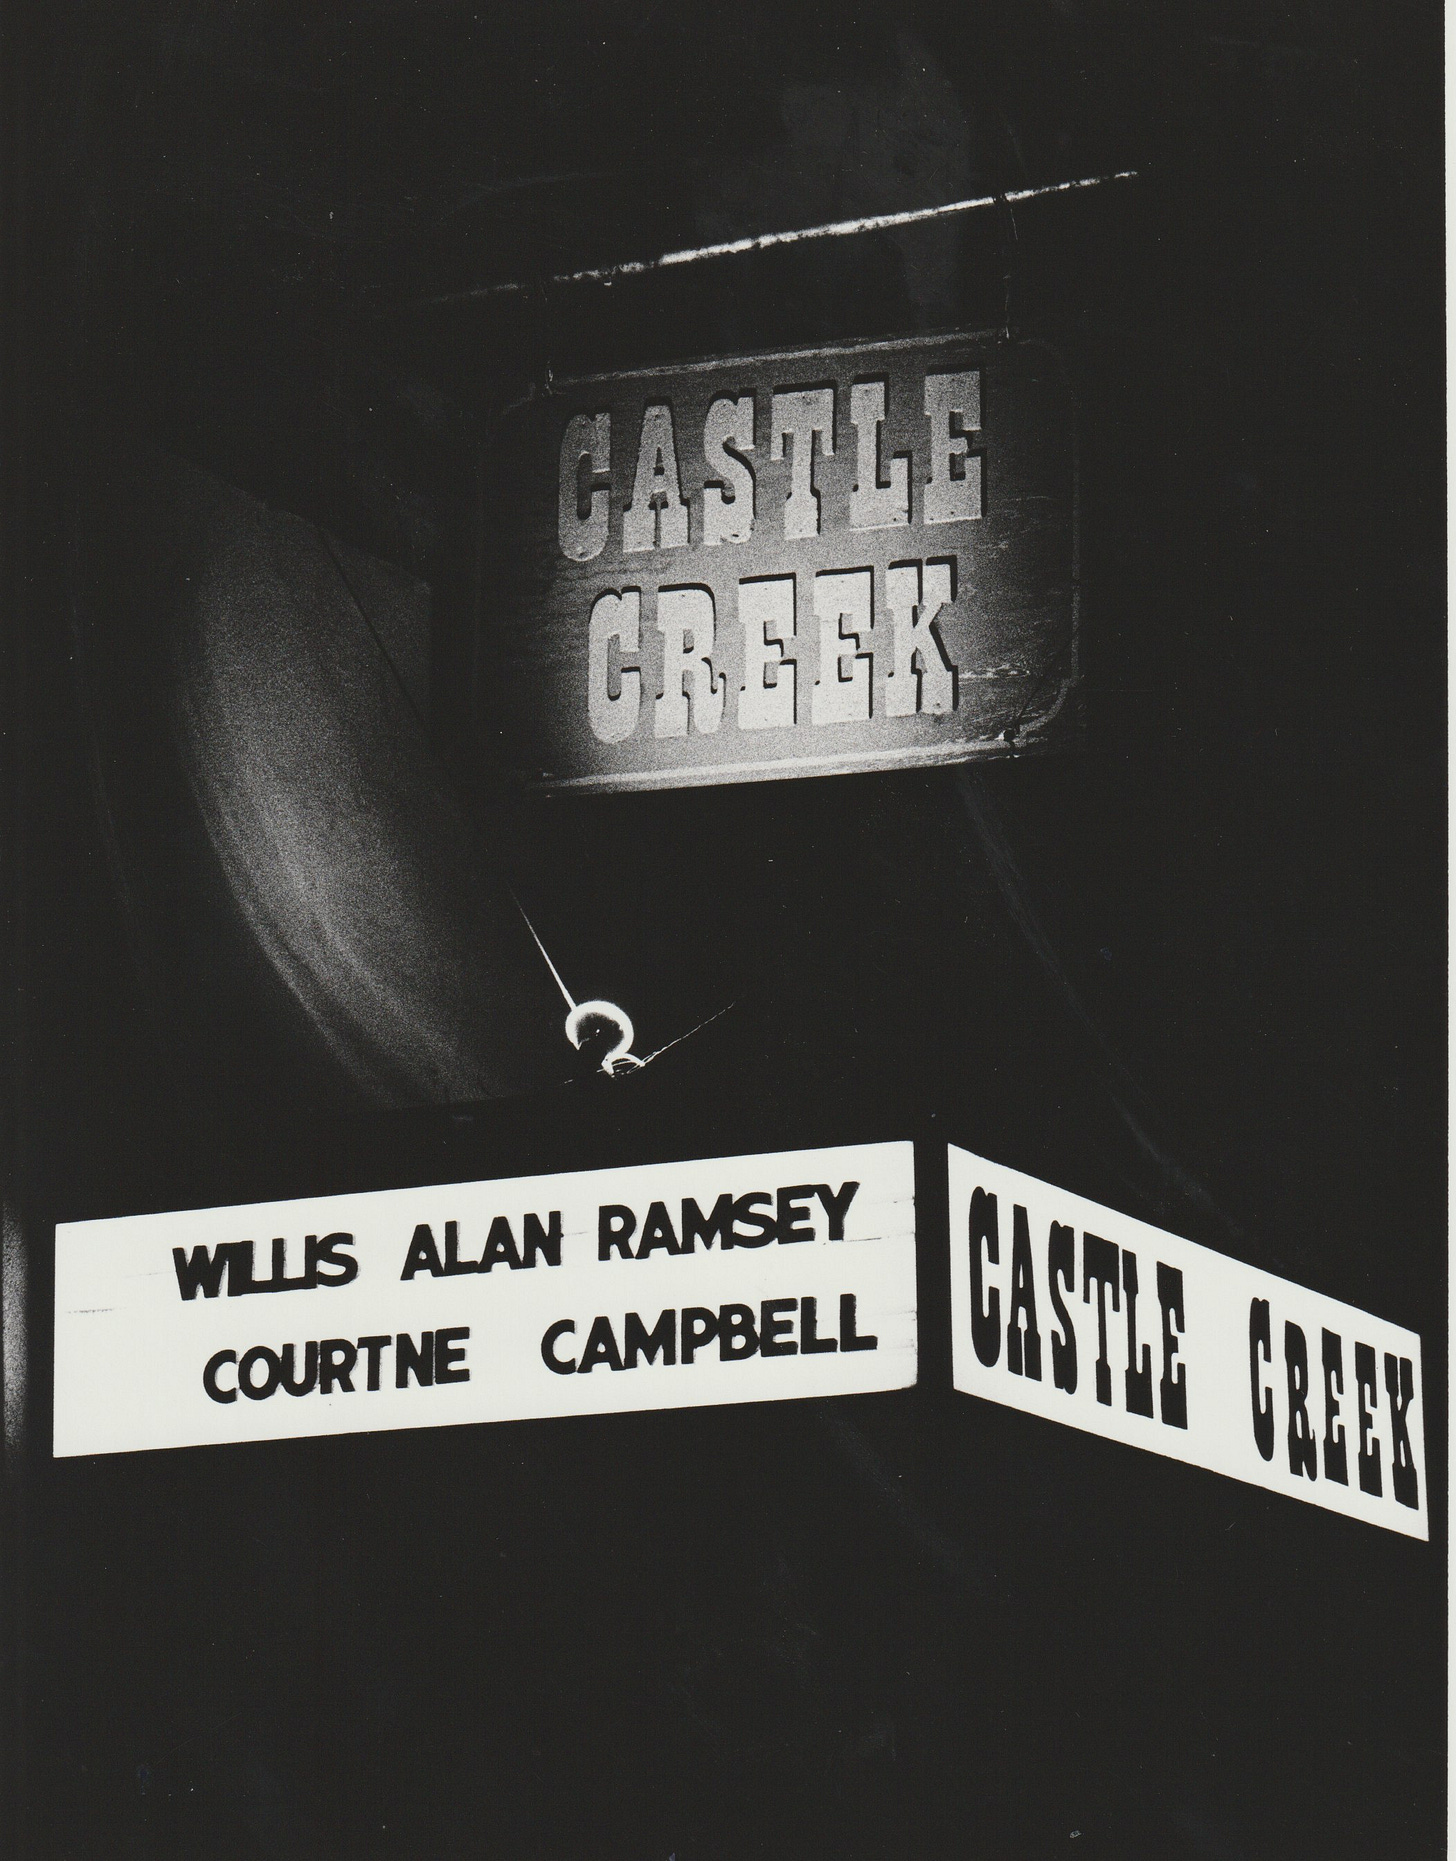 CASTLE
CREEK
WILLIS ALAN RAMSEY
COURTNE CAMPBELL
CASTLE CREEK